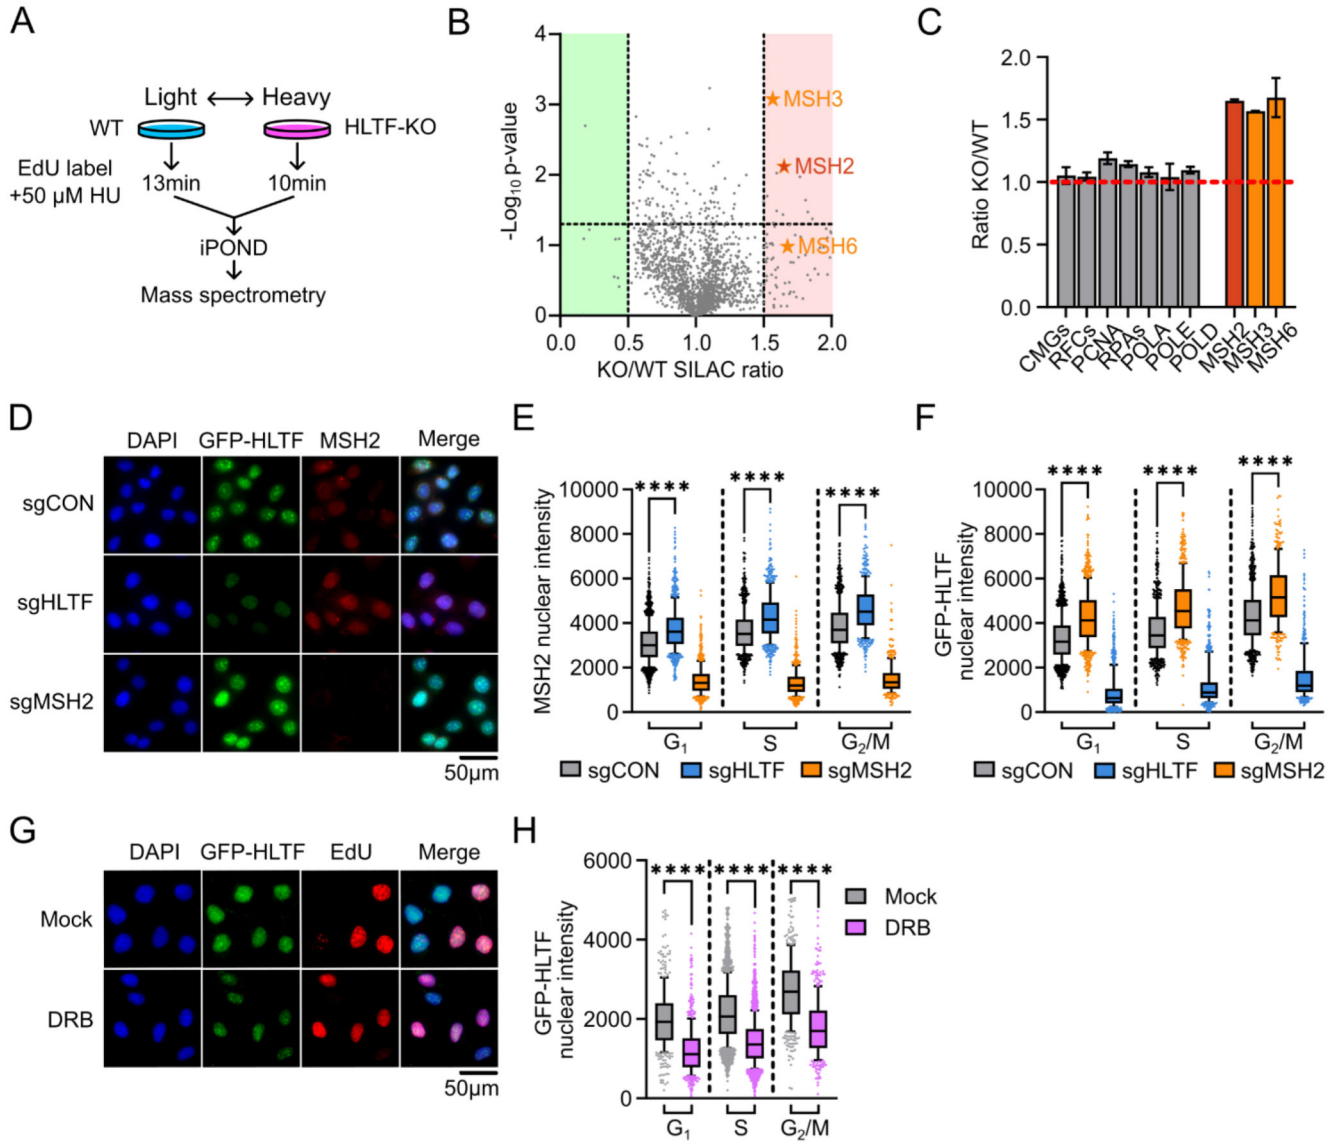 A
Light Heavy
WT HLTF-KO
EdU label
+50 µM HU
13min 10min
iPOND
Mass spectrometry
B
-Log10 p-value
4
3
2
1
0
MSH3
MSH2
MSH6
0.0 0.5 1.0 1.5 2.0
KO/WT SILAC ratio
C
Ratio KO/WT
2.0
1.5
1.0
0.5
0.0
CMGs RFCs PCNA RPAs POLA POLE POLD MSH2 MSH3 MSH6
D
DAPI GFP-HLTF MSH2 Merge
sgCON
sgHLTF
sgMSH2
50µm
E
MSH2 nuclear intensity
10000
8000
6000
4000
2000
0
**** **** ****
G1 S G2/M
sgCON sgHLTF sgMSH2
F
GFP-HLTF
nuclear intensity
10000
8000
6000
4000
2000
0
**** **** ****
G1 S G2/M
sgCON sgHLTF sgMSH2
G
DAPI GFP-HLTF EdU Merge
Mock
DRB
50µm
H
GFP-HLTF
nuclear intensity
6000
4000
2000
0
**** **** ****
G1 S G2/M
Mock
DRB